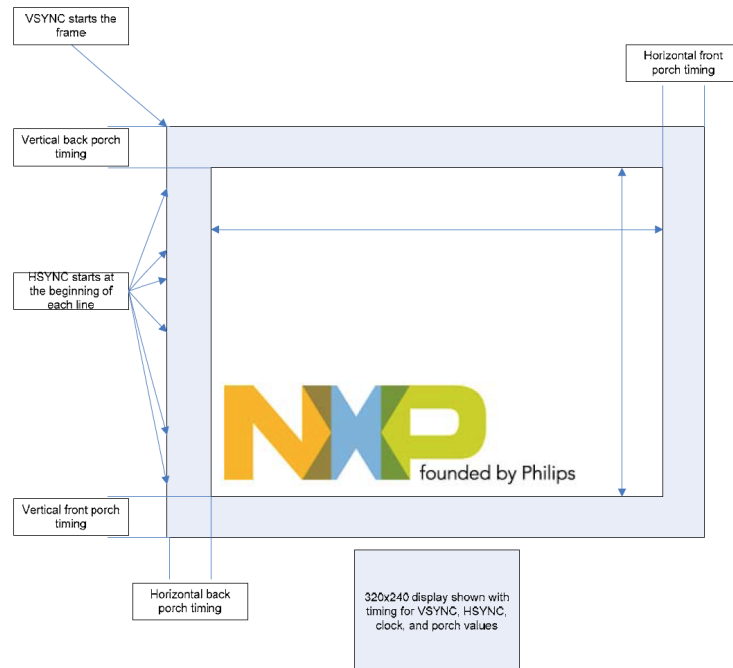 VSYNC starts the
frame
Horizontal front
porch timing
Vertical back porch
timing
HSYNC starts at
the beginning of
each line
NXP
founded by Philips
Vertical front porch
timing
Horizontal back
porch timing
320x240 display shown with
timing for VSYNC, HSYNC,
clock, and porch values